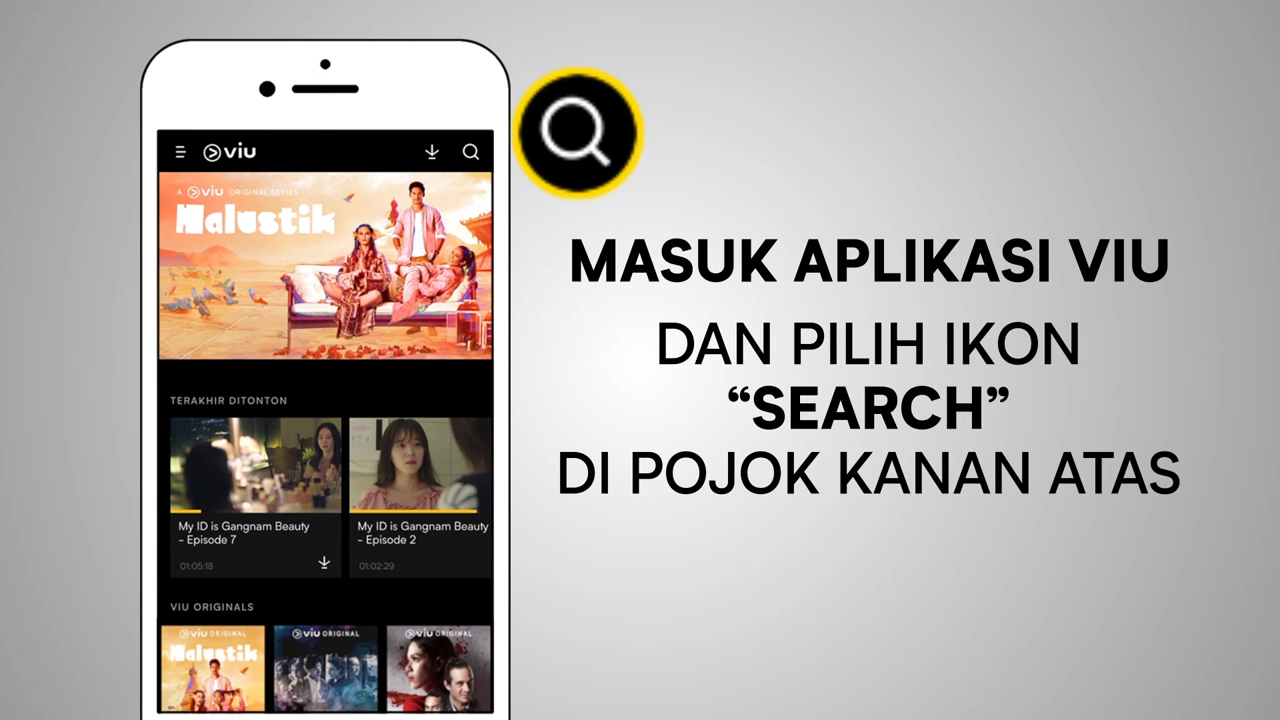 viu
A viu ORIGINAL SERIES
Halustik
TERAKHIR DITONTON
My ID is Gangnam Beauty
- Episode 7
01:05:18
My ID is Gangnam Beauty
- Episode 2
01:02:29
VIU ORIGINALS
viu ORIGINAL
Halustik
viu ORIGINAL
viu ORIGINAL
MASUK APLIKASI VIU
DAN PILIH IKON
“SEARCH”
DI POJOK KANAN ATAS